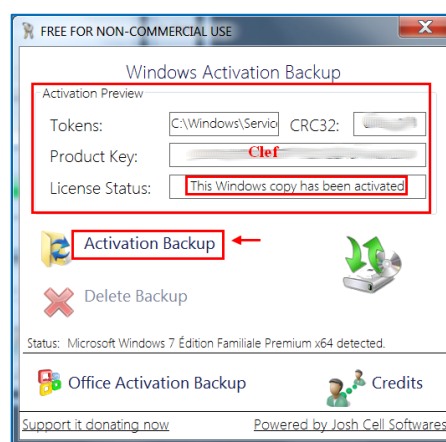 FREE FOR NON-COMMERCIAL USE
Windows Activation Backup
Activation Preview
Tokens: C:\Windows\Servic CRC32:
Product Key: Clef
License Status: This Windows copy has been activated
Activation Backup
Delete Backup
Status: Microsoft Windows 7 Édition Familiale Premium x64 detected.
Office Activation Backup Credits
Support it donating now Powered by Josh Cell Softwares